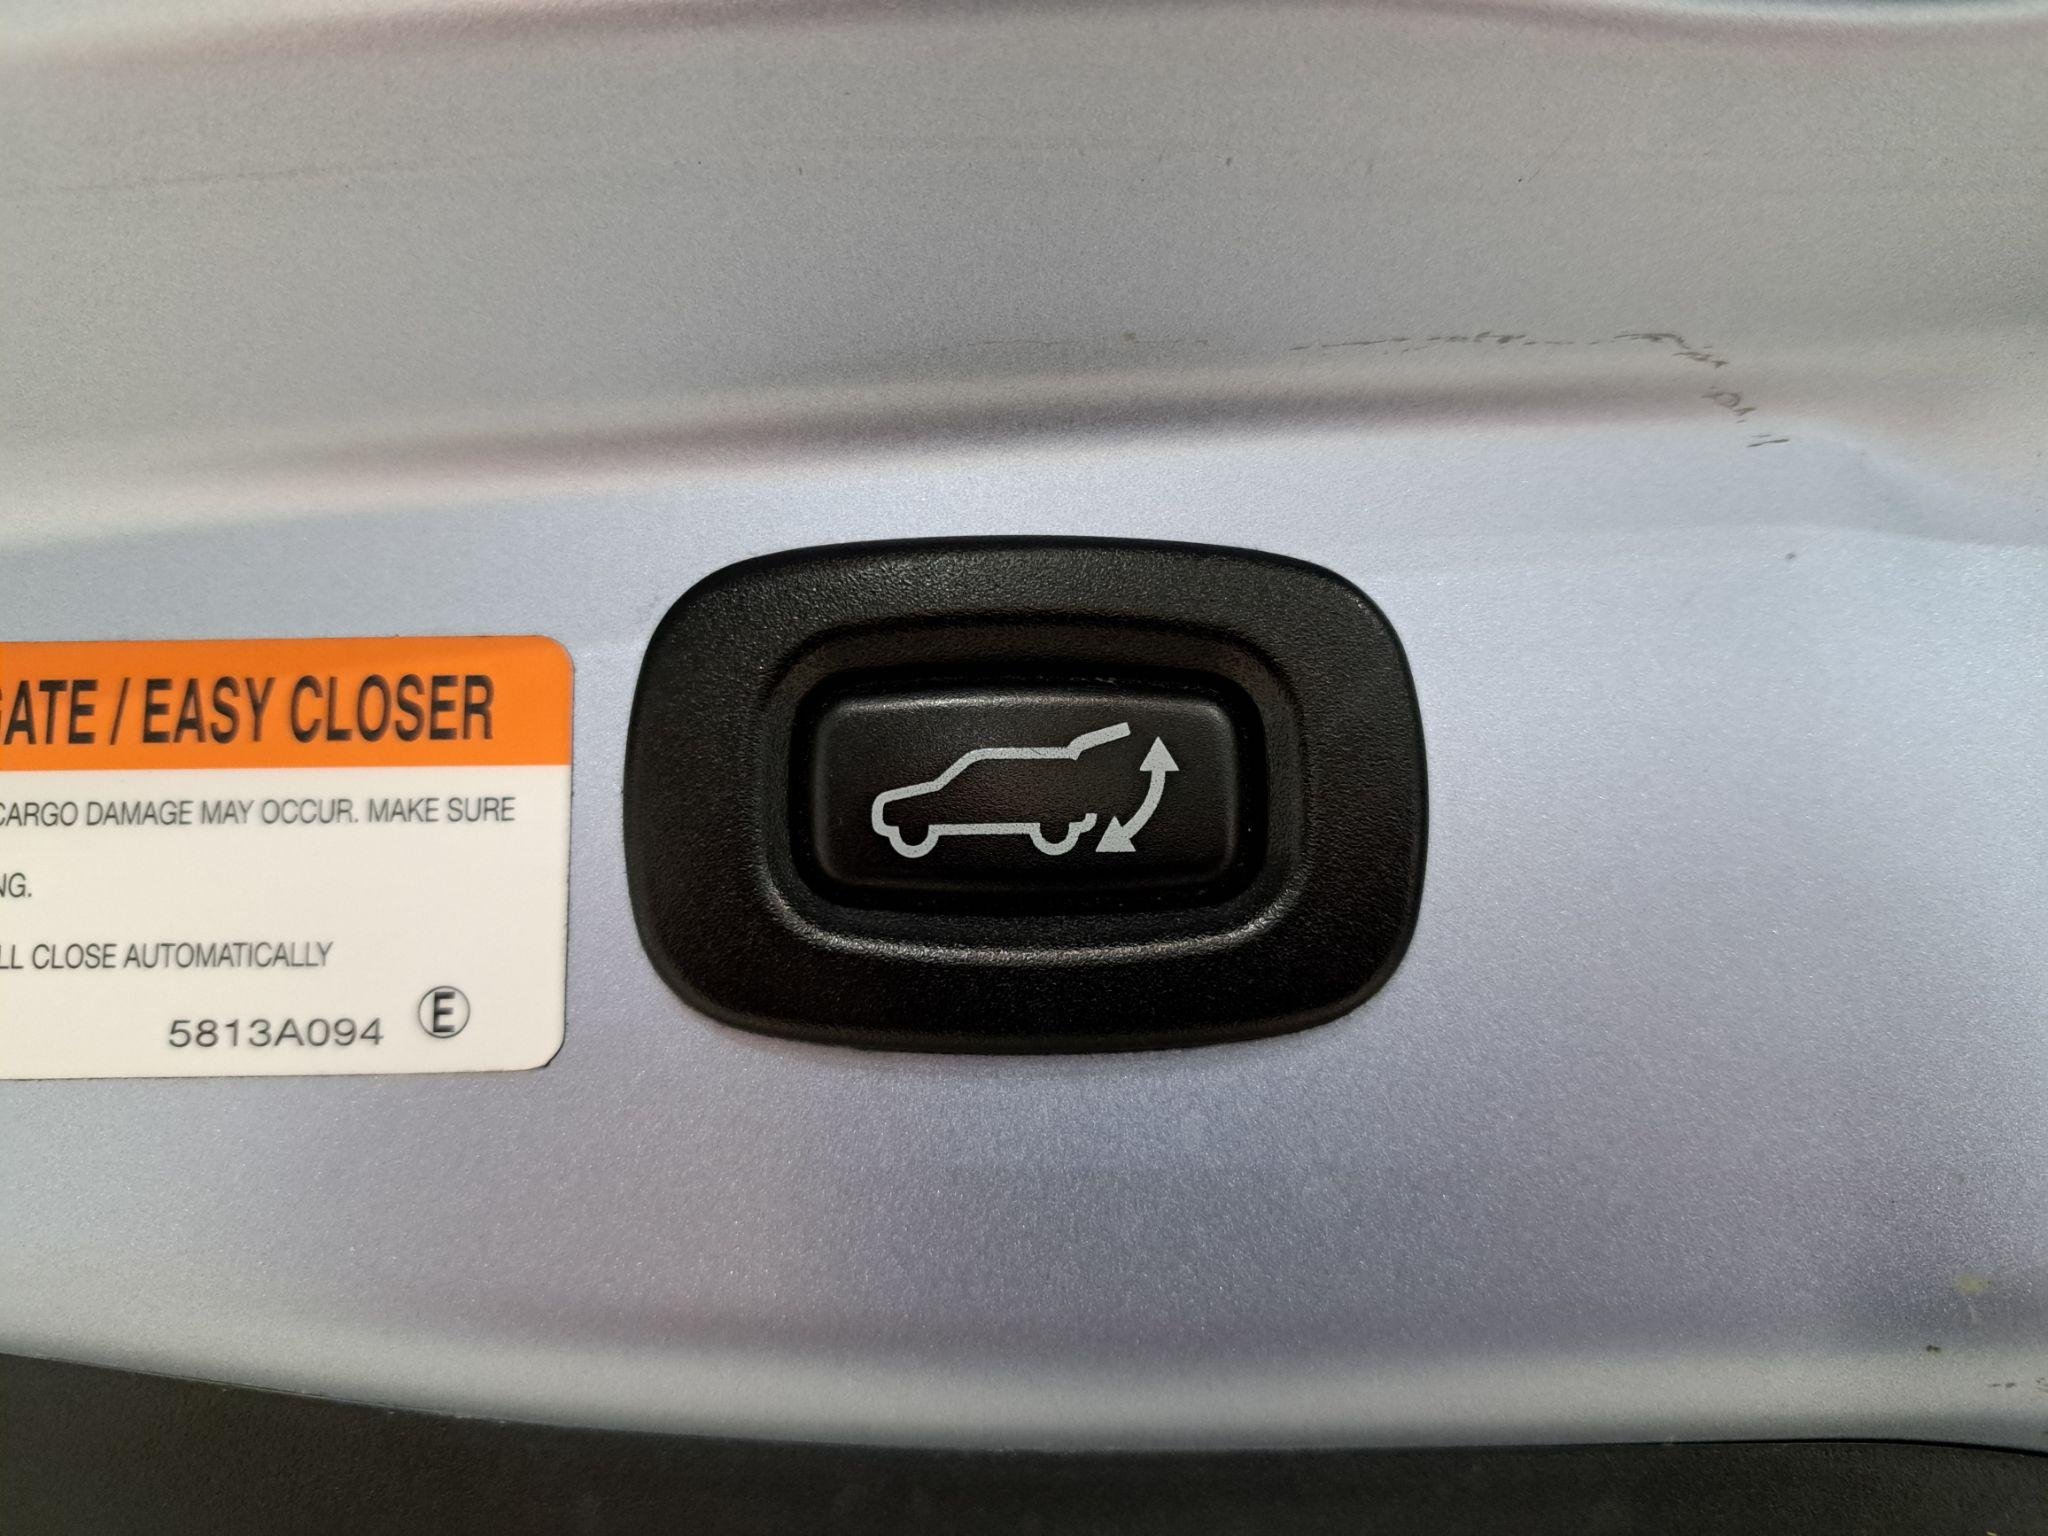 GATE / EASY CLOSER
CARGO DAMAGE MAY OCCUR. MAKE SURE
NG.
LL CLOSE AUTOMATICALLY
5813A094 E